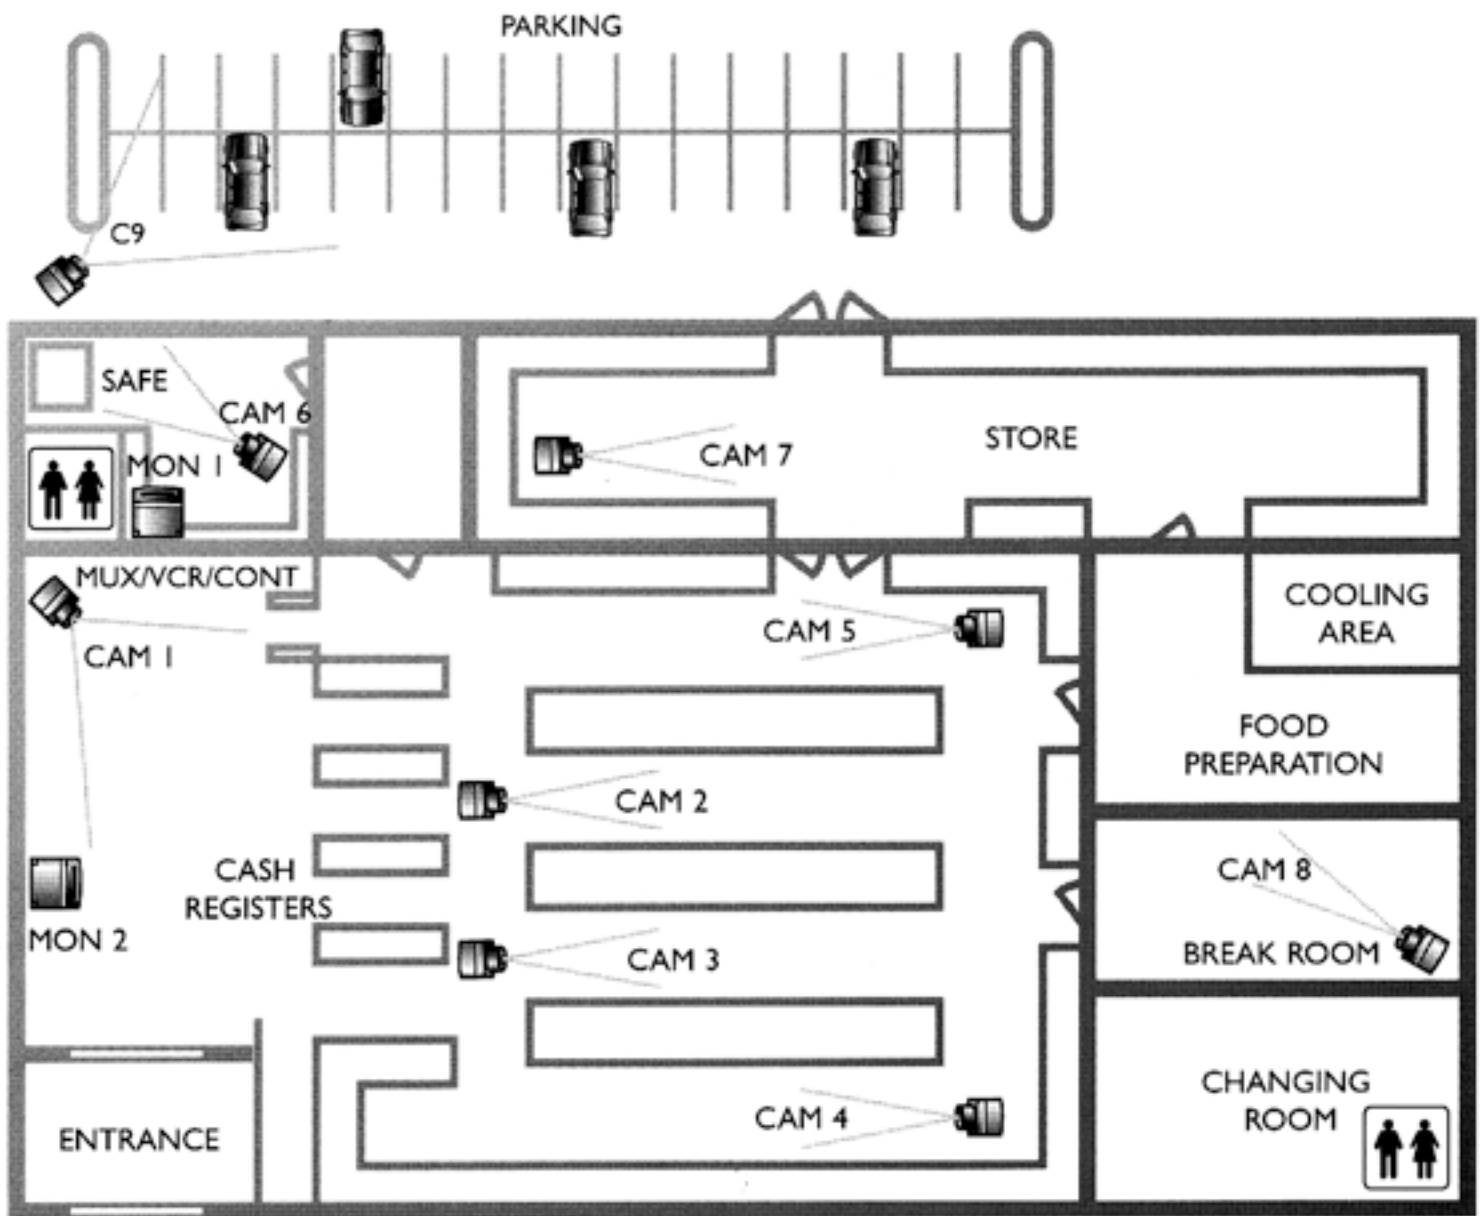 PARKING
C9
SAFE
CAM 6
MON 1
CAM 7
STORE
MUX/VCR/CONT
CAM 1
CAM 5
COOLING
AREA
FOOD
PREPARATION
CAM 2
CASH
REGISTERS
CAM 8
MON 2
CAM 3
BREAK ROOM
CHANGING
ROOM
CAM 4
ENTRANCE